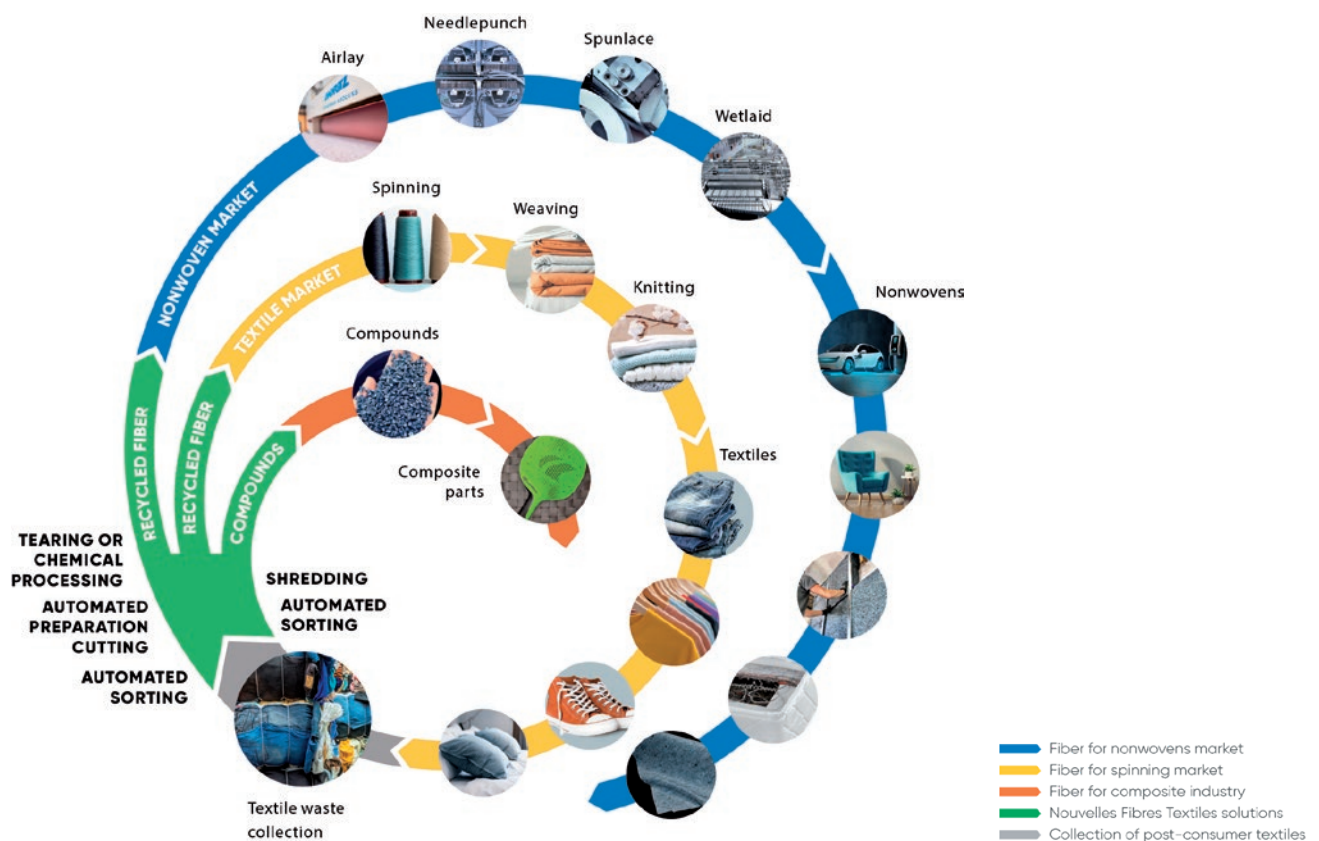 Needlepunch
Spunlace
Airlay
Wetlaid
Spinning
Weaving
Knitting
Nonwovens
Compounds
Composite
parts
Textiles
NONWOVEN MARKET
TEXTILE MARKET
RECYCLED FIBER
RECYCLED FIBER
COMPOUNDS
TEARING OR
CHEMICAL
PROCESSING
AUTOMATED
PREPARATION
CUTTING
AUTOMATED
SORTING
SHREDDING
AUTOMATED
SORTING
Textile waste
collection
Fiber for nonwovens market
Fiber for spinning market
Fiber for composite industry
Nouvelles Fibres Textiles solutions
Collection of post-consumer textiles